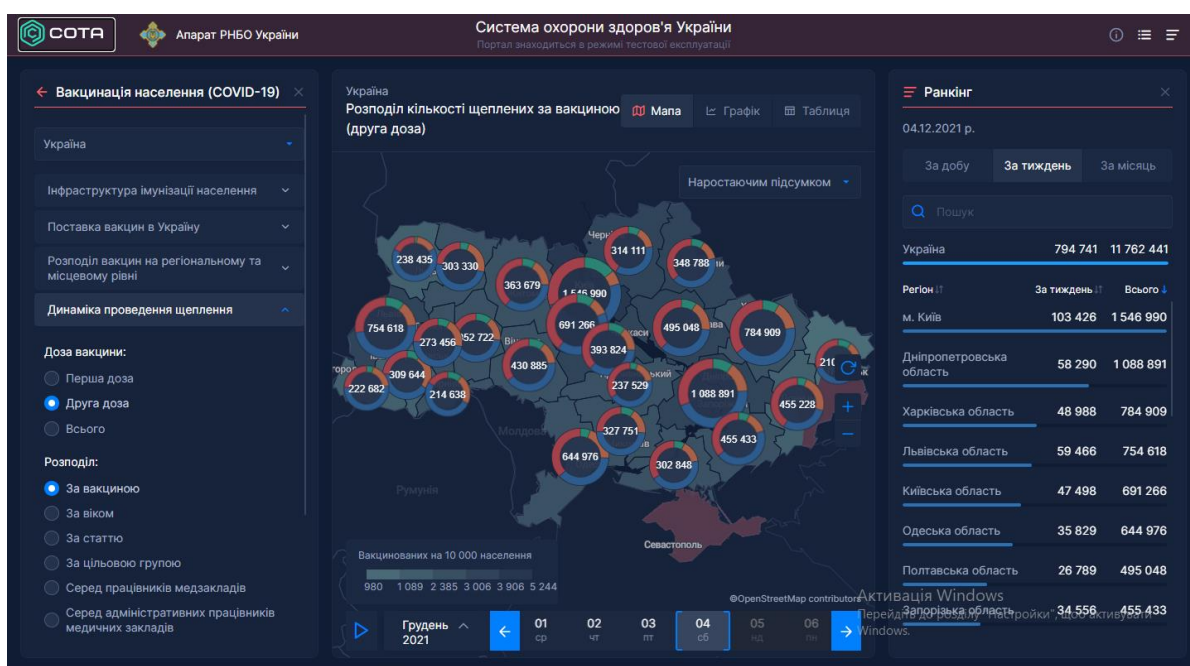 СОТА
Апарат РНБО України
Система охорони здоров'я України
Портал знаходиться в режимі тестової експлуатації
Вакцинація населення (COVID-19)
Україна
Інфраструктура імунізації населення
Поставка вакцин в Україну
Розподіл вакцин на регіональному та
місцевому рівні
Динаміка проведення щеплення
Доза вакцини:
Перша доза
Друга доза
Всього
Розподіл:
За вакциною
За віком
За статтю
За цільовою групою
Серед працівників медзакладів
Серед адміністративних працівників
медичних закладів
Україна
Розподіл кількості щеплених за вакциною
(друга доза)
Мапа
Графік
Таблиця
Наростаючим підсумком
314 111
238 435
303 330
348 788
363 679
1 546 990
754 618
691 266
495 048
784 909
273 456
252 722
393 824
430 885
309 644
222 682
214 638
237 529
1 088 891
455 228
327 751
455 433
644 976
302 848
Молдова
Румунія
Севастополь
Вакцинованих на 10 000 населення
980 1 089 2 385 3 006 3 906 5 244
©OpenStreetMap contributors
Грудень
2021
01 02 03 04 05 06
ср чт пт сб нд пн
Ранкінг
04.12.2021 р.
За добу За тиждень За місяць
Пошук
Україна 794 741 11 762 441
Регіон За тиждень Всього
м. Київ 103 426 1 546 990
Дніпропетровська
область 58 290 1 088 891
Харківська область 48 988 784 909
Львівська область 59 466 754 618
Київська область 47 498 691 266
Одеська область 35 829 644 976
Полтавська область 26 789 495 048
Запорізька область 34 556 455 433
Активація Windows
Перейдіть до розділу "Настройки", щоб активувати
Windows.